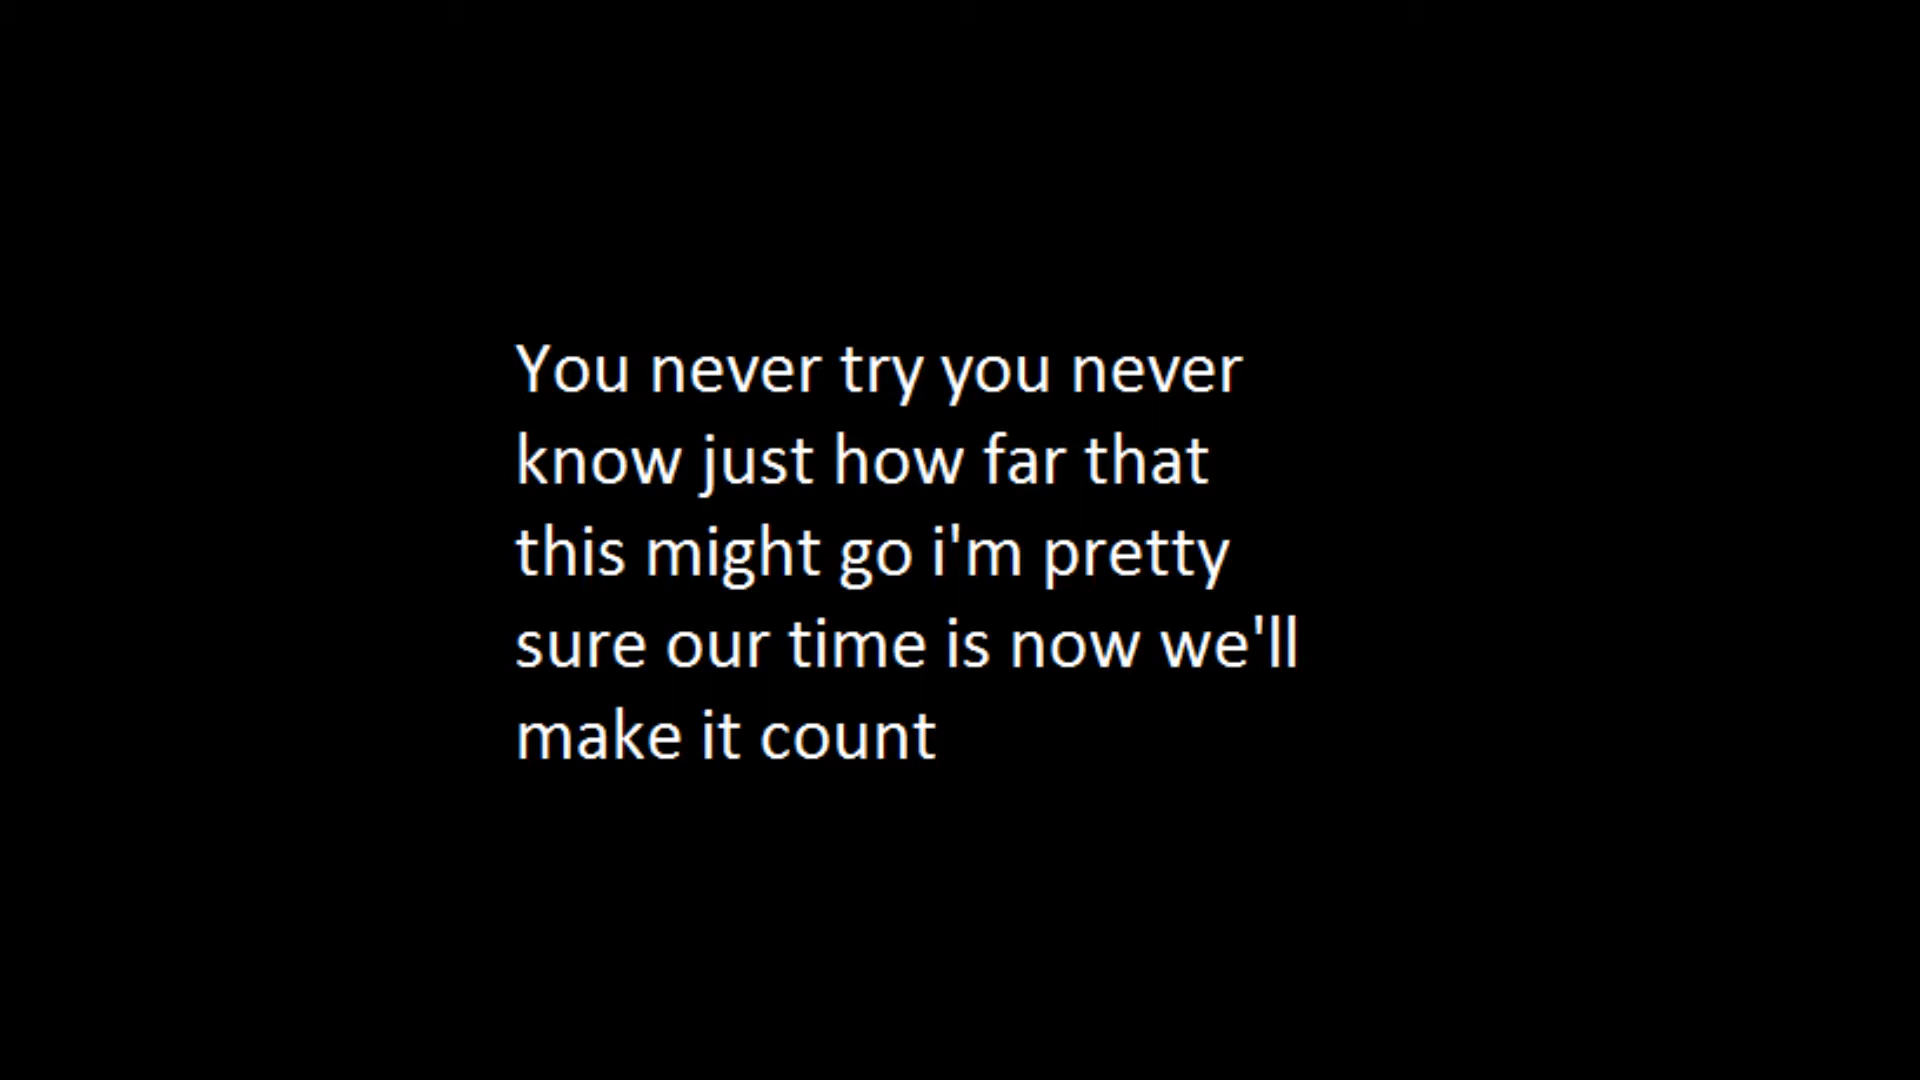 You never try you never
know just how far that
this might go i'm pretty
sure our time is now we'll
make it count